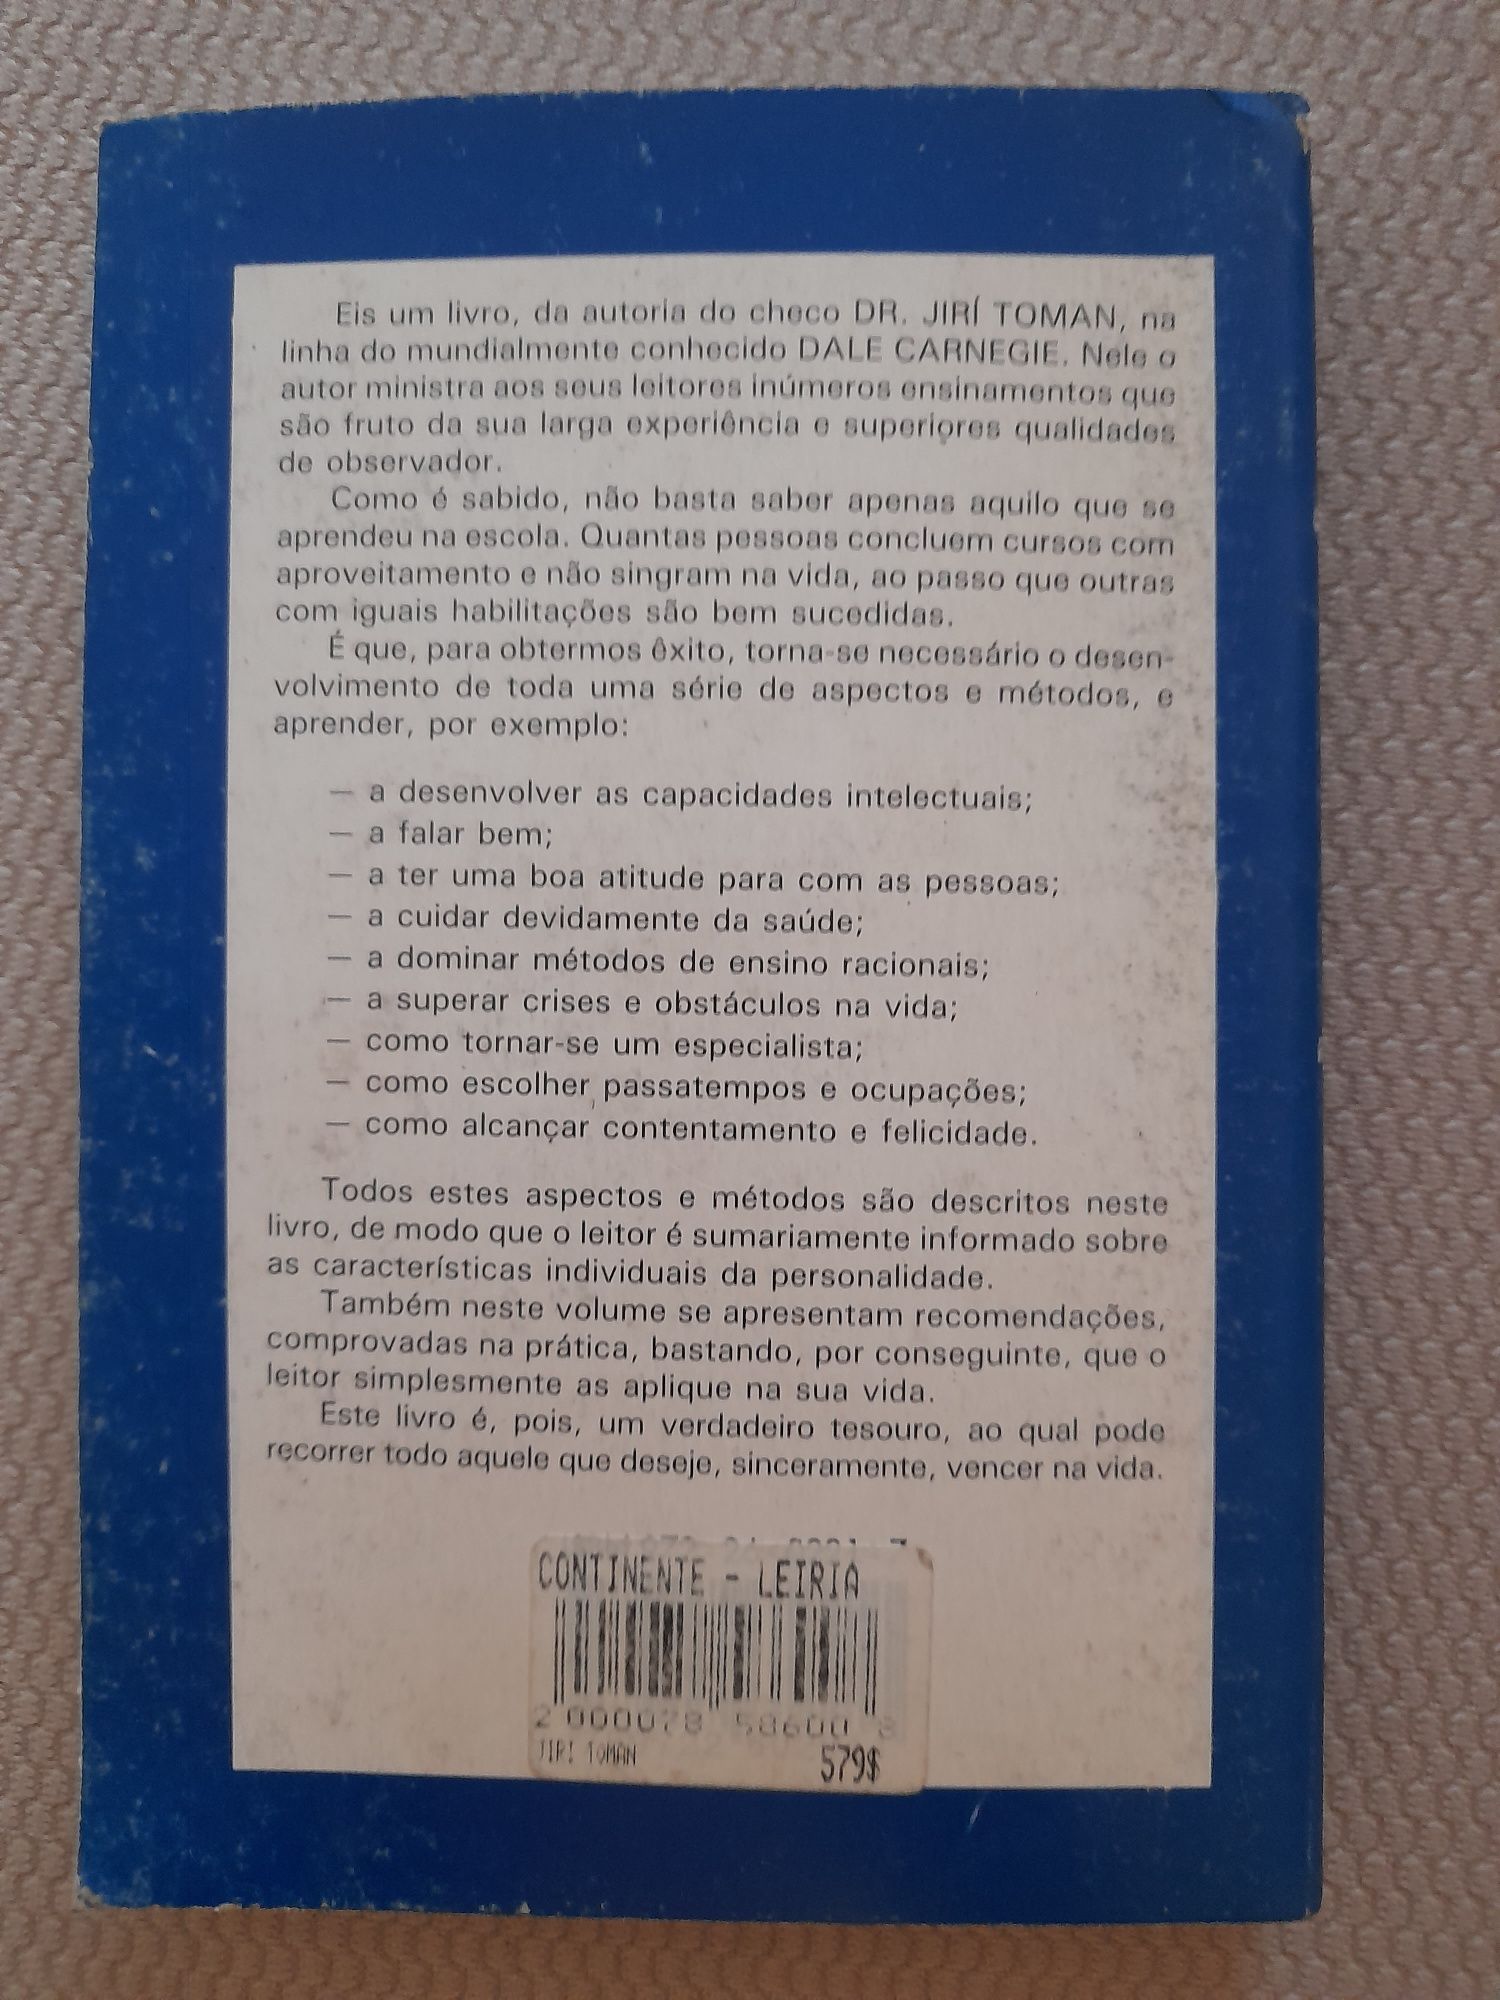 Eis um livro, da autoria do checo DR. JIRÍ TOMAN, na
linha do mundialmente conhecido DALE CARNEGIE. Nele o
autor ministra aos seus leitores inúmeros ensinamentos que
são fruto da sua larga experiência e superiores qualidades
de observador.
Como é sabido, não basta saber apenas aquilo que se
aprendeu na escola. Quantas pessoas concluem cursos com
aproveitamento e não singram na vida, ao passo que outras
com iguais habilitações são bem sucedidas.
É que, para obtermos êxito, torna-se necessário o desen-
volvimento de toda uma série de aspectos e métodos, e
aprender, por exemplo:
— a desenvolver as capacidades intelectuais;
— a falar bem;
— a ter uma boa atitude para com as pessoas;
— a cuidar devidamente da saúde;
— a dominar métodos de ensino racionais;
— a superar crises e obstáculos na vida;
— como tornar-se um especialista;
— como escolher passatempos e ocupações;
— como alcançar contentamento e felicidade.
Todos estes aspectos e métodos são descritos neste
livro, de modo que o leitor é sumariamente informado sobre
as características individuais da personalidade.
Também neste volume se apresentam recomendações,
comprovadas na prática, bastando, por conseguinte, que o
leitor simplesmente as aplique na sua vida.
Este livro é, pois, um verdadeiro tesouro, ao qual pode
recorrer todo aquele que deseje, sinceramente, vencer na vida.
CONTINENTE - LEIRIA
2 000078 586008
JIRI TOMAN 579$